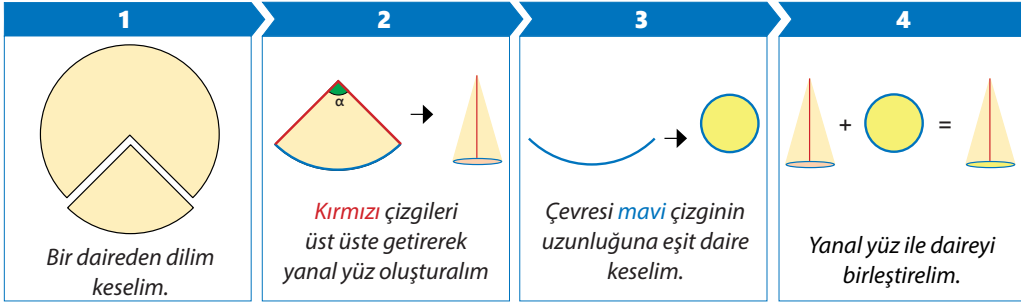 1
2
3
4
α
+
=
Bir daireden dilim
keselim.
Kırmızı çizgileri
üst üste getirerek
yanal yüz oluşturalım
Çevresi mavi çizginin
uzunluğuna eşit daire
keselim.
Yanal yüz ile daireyi
birleştirelim.